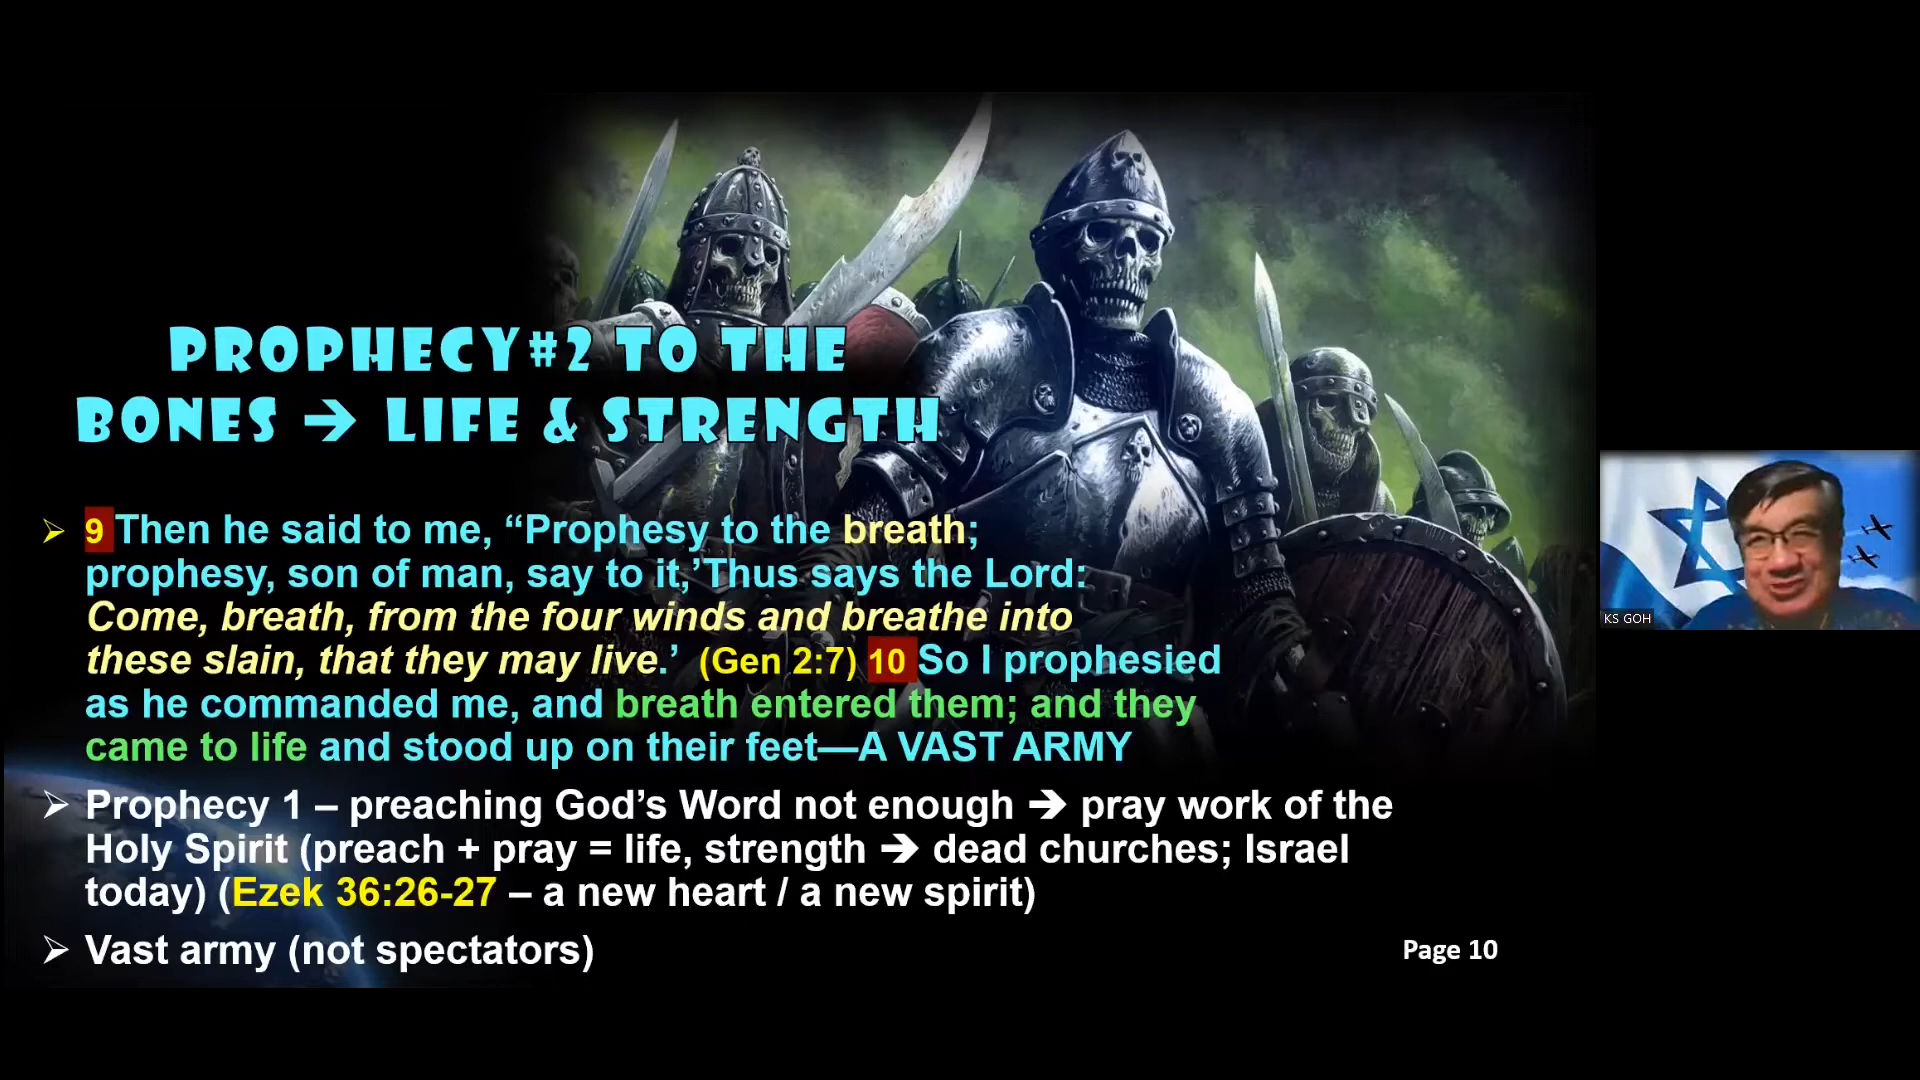 PROPHECY#2 TO THE
BONES → LIFE & STRENGTH
➢ 9 Then he said to me, “Prophesy to the breath;
prophesy, son of man, say to it,’Thus says the Lord:
Come, breath, from the four winds and breathe into
these slain, that they may live.’ (Gen 2:7) 10 So I prophesied
as he commanded me, and breath entered them; and they
came to life and stood up on their feet—A VAST ARMY
➢ Prophecy 1 – preaching God’s Word not enough → pray work of the
Holy Spirit (preach + pray = life, strength → dead churches; Israel
today) (Ezek 36:26-27 – a new heart / a new spirit)
➢ Vast army (not spectators)
Page 10
KS GOH